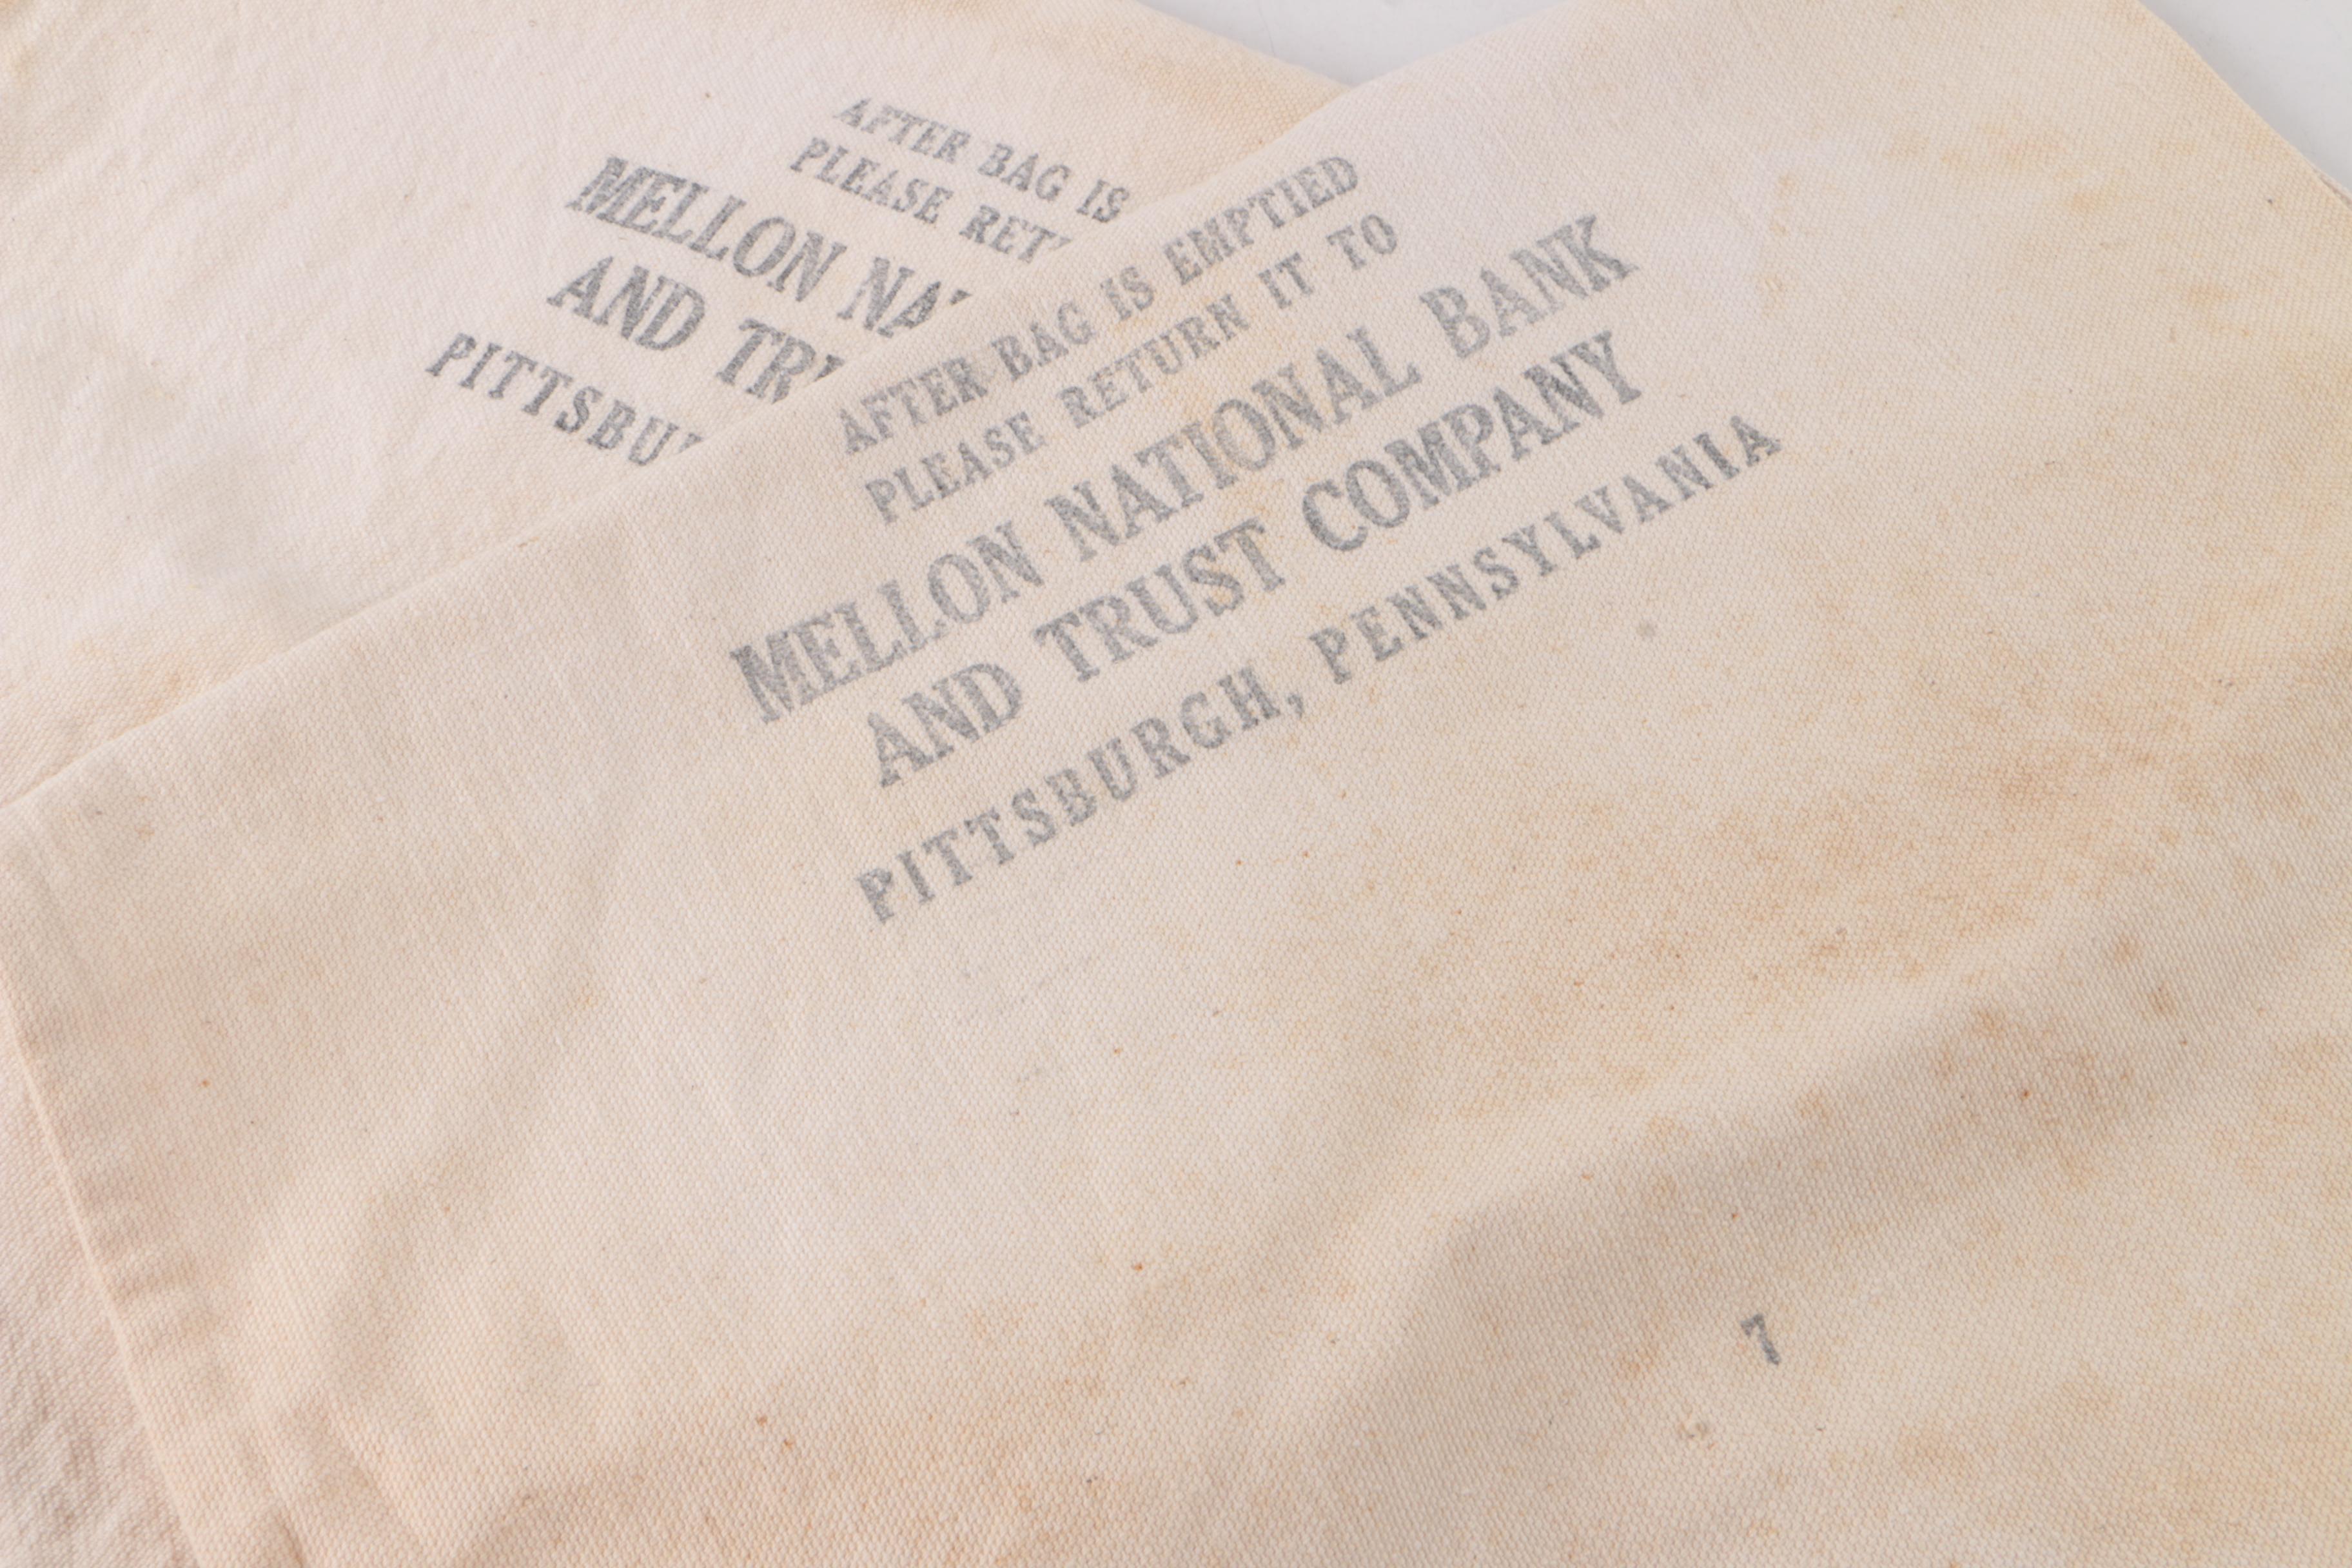 AFTER BAG IS
PLEASE RET
MELLON NA
AND TR
PITTSBU
AFTER BAG IS EMPTIED
PLEASE RETURN IT TO
MELLON NATIONAL BANK
AND TRUST COMPANY
PITTSBURGH, PENNSYLVANIA
7